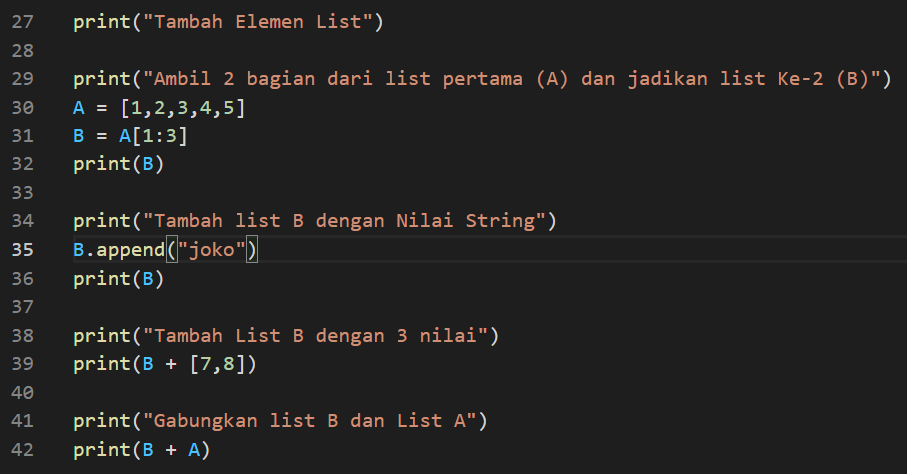 27 print("Tambah Elemen List")
28
29 print("Ambil 2 bagian dari list pertama (A) dan jadikan list Ke-2 (B)")
30 A = [1,2,3,4,5]
31 B = A[1:3]
32 print(B)
33
34 print("Tambah list B dengan Nilai String")
35 B.append("joko")
36 print(B)
37
38 print("Tambah List B dengan 3 nilai")
39 print(B + [7,8])
40
41 print("Gabungkan list B dan List A")
42 print(B + A)